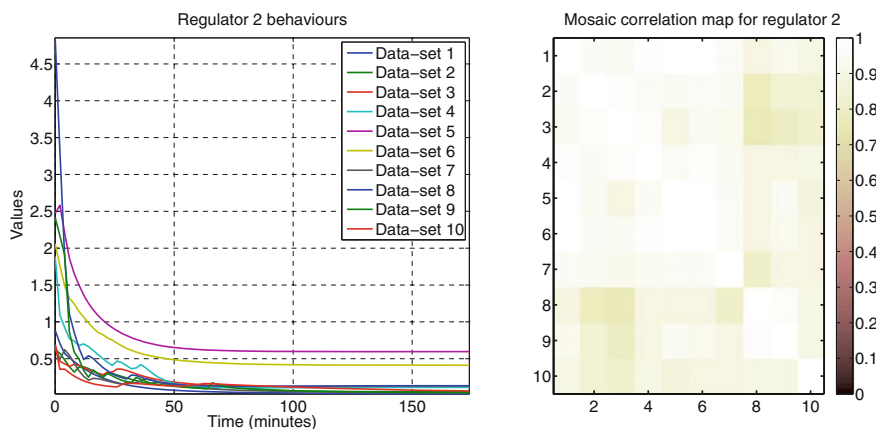 Regulator 2 behaviours
4.5
4
3.5
3
2.5
2
1.5
1
0.5
Values
0
50
100
150
Time (minutes)
Data−set 1
Data−set 2
Data−set 3
Data−set 4
Data−set 5
Data−set 6
Data−set 7
Data−set 8
Data−set 9
Data−set 10
Mosaic correlation map for regulator 2
1
2
3
4
5
6
7
8
9
10
2
4
6
8
10
1
0.9
0.8
0.7
0.6
0.5
0.4
0.3
0.2
0.1
0